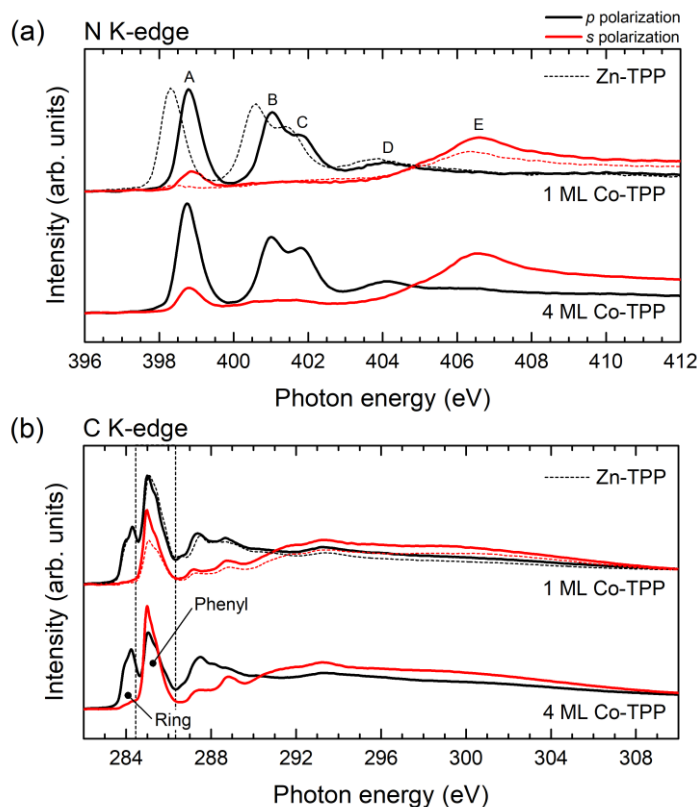 p polarization
s polarization
(a) N K-edge
Zn-TPP
A
B
C
D
E
1 ML Co-TPP
4 ML Co-TPP
Intensity (arb. units)
396 398 400 402 404 406 408 410 412
Photon energy (eV)
(b) C K-edge
Zn-TPP
1 ML Co-TPP
Phenyl
Ring
4 ML Co-TPP
Intensity (arb. units)
284 288 292 296 300 304 308
Photon energy (eV)